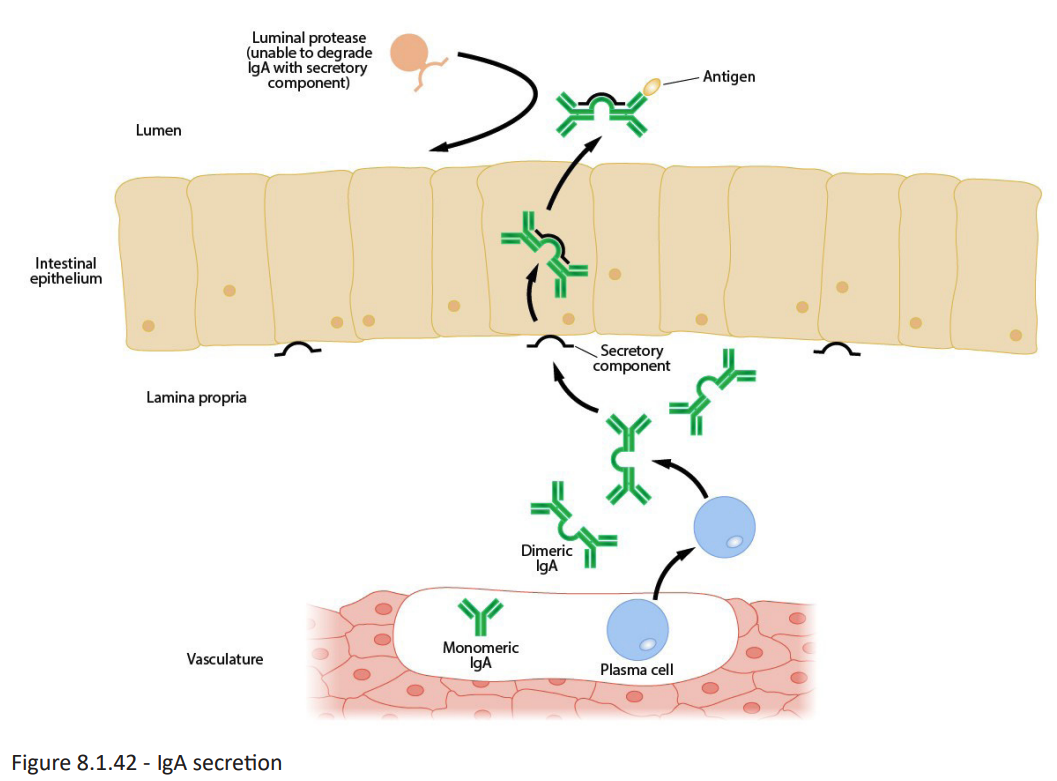 Luminal protease
(unable to degrade
IgA with secretory
component)
Antigen
Lumen
Intestinal
epithelium
Secretory
component
Lamina propria
Dimeric
IgA
Monomeric
IgA
Plasma cell
Vasculature
Figure 8.1.42 - IgA secretion